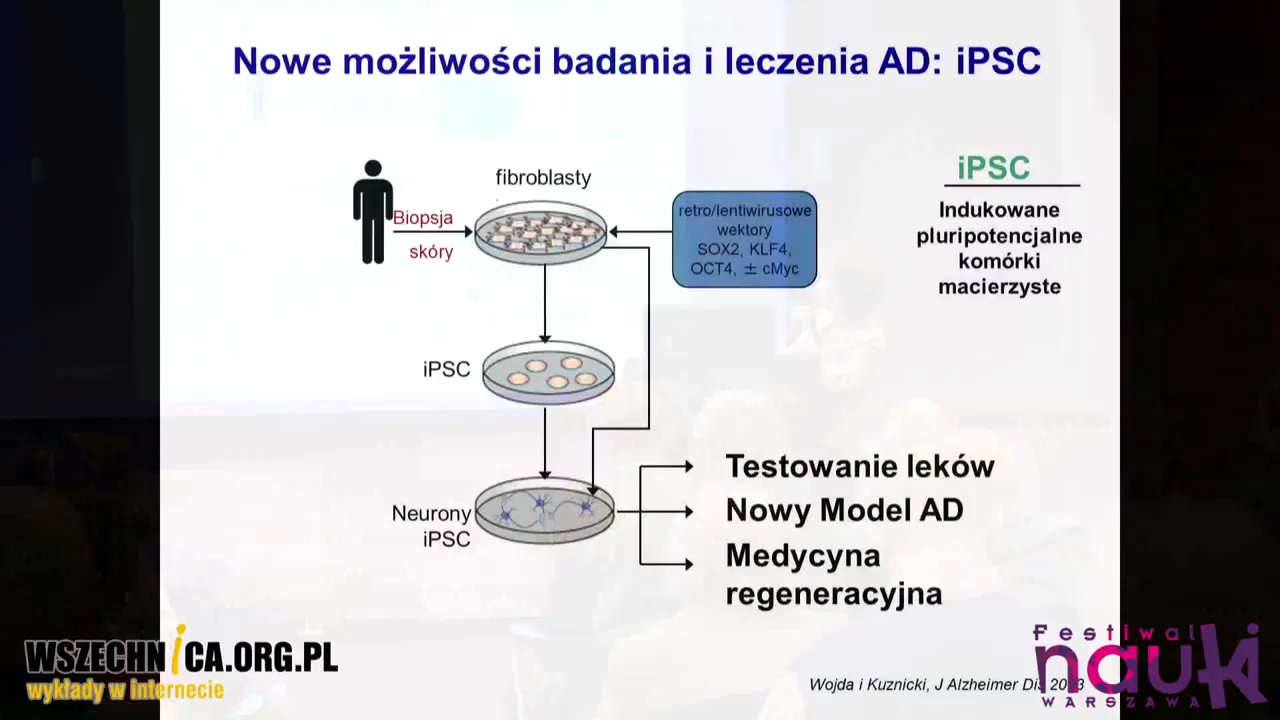 Nowe możliwości badania i leczenia AD: iPSC
fibroblasty
Biopsja
skóry
retro/lentiwirusowe
wektory
SOX2, KLF4,
OCT4, ± cMyc
iPSC
Indukowane
pluripotencjalne
komórki
macierzyste
iPSC
Neurony
iPSC
Testowanie leków
Nowy Model AD
Medycyna
regeneracyjna
Wojda i Kuznicki, J Alzheimer
WSZECHNICA.ORG.PL
wykłady w internecie
Festiwal
nauki
WARSZAWA